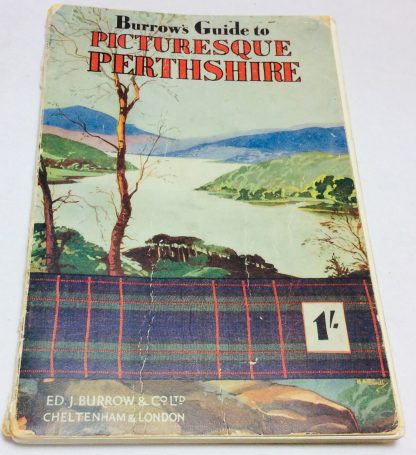 Burrow's Guide to
PICTURESQUE
PERTHSHIRE
1/-
ED. J. BURROW & CO LTD
CHELTENHAM & LONDON